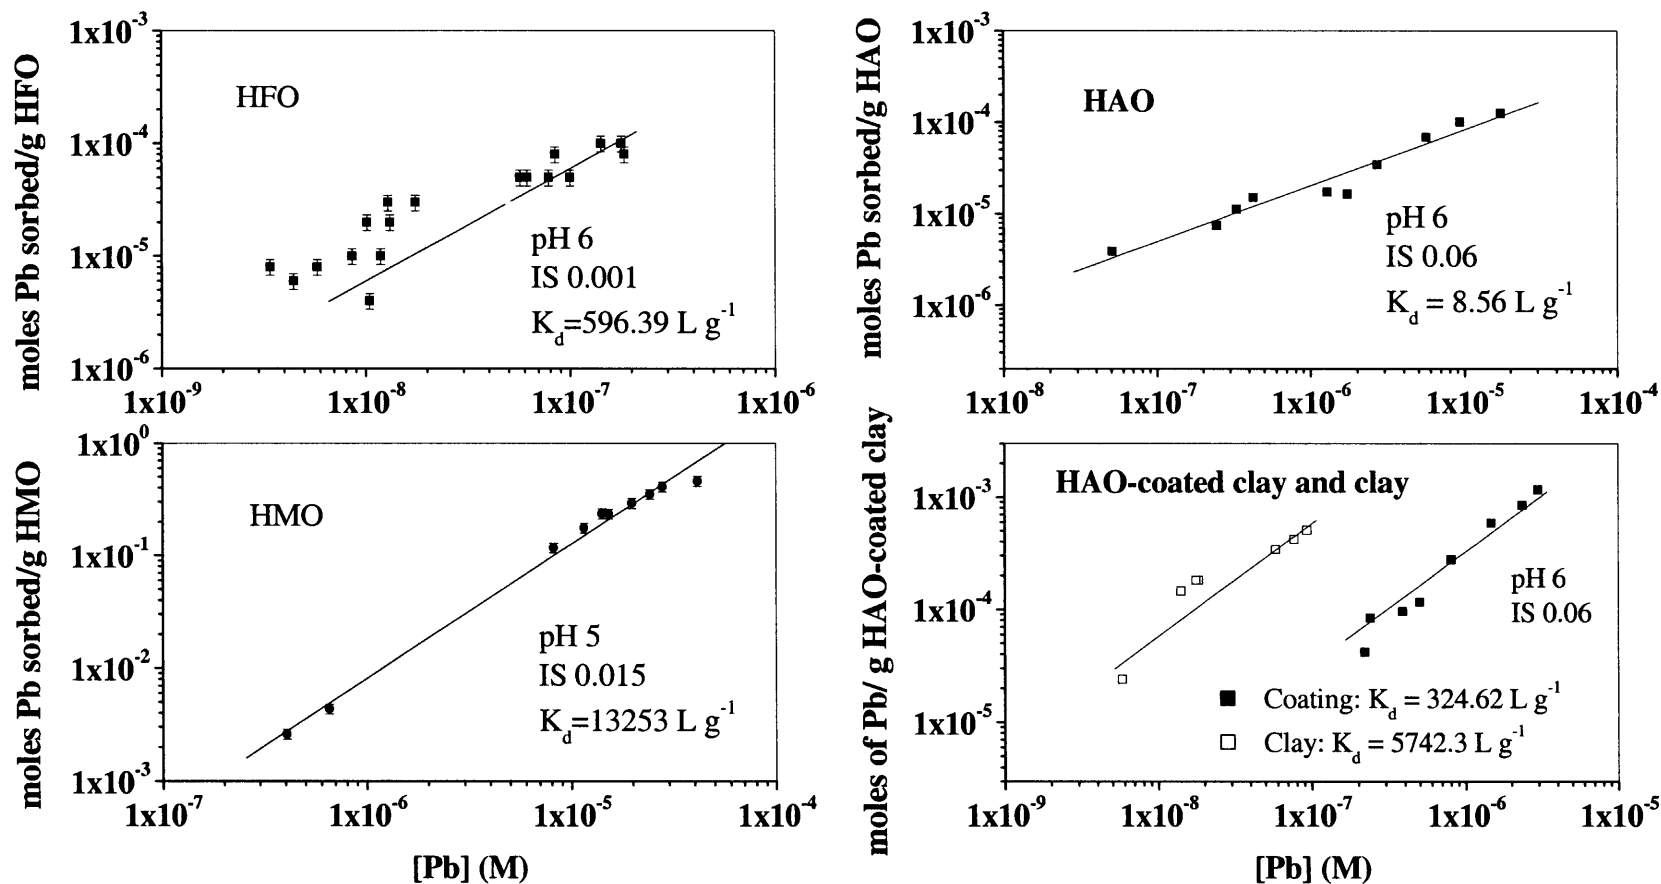 moles Pb sorbed/g HFO
1x10⁻³
1x10⁻⁴
1x10⁻⁵
1x10⁻⁶
HFO
pH 6
IS 0.001
K_d=596.39 L g⁻¹
1x10⁻⁹ 1x10⁻⁸ 1x10⁻⁷ 1x10⁻⁶
moles Pb sorbed/g HAO
1x10⁻³
1x10⁻⁴
1x10⁻⁵
1x10⁻⁶
HAO
pH 6
IS 0.06
K_d = 8.56 L g⁻¹
1x10⁻⁸ 1x10⁻⁷ 1x10⁻⁶ 1x10⁻⁵ 1x10⁻⁴
moles Pb sorbed/g HMO
1x10⁰
1x10⁻¹
1x10⁻²
1x10⁻³
HMO
pH 5
IS 0.015
K_d=13253 L g⁻¹
1x10⁻⁷ 1x10⁻⁶ 1x10⁻⁵ 1x10⁻⁴
[Pb] (M)
moles of Pb/ g HAO-coated clay
1x10⁻³
1x10⁻⁴
1x10⁻⁵
HAO-coated clay and clay
pH 6
IS 0.06
Coating: K_d = 324.62 L g⁻¹
Clay: K_d = 5742.3 L g⁻¹
1x10⁻⁹ 1x10⁻⁸ 1x10⁻⁷ 1x10⁻⁶ 1x10⁻⁵
[Pb] (M)